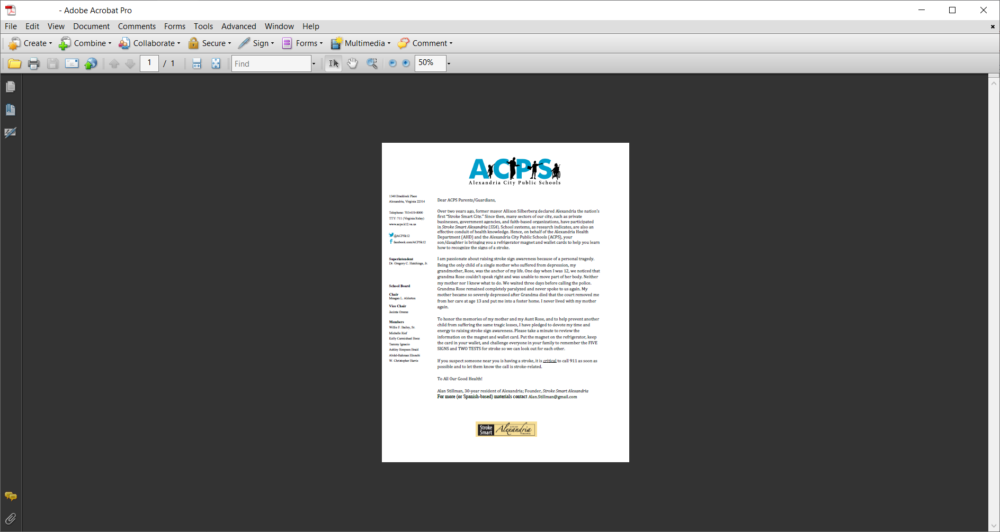 - Adobe Acrobat Pro
File Edit View Document Comments Forms Tools Advanced Window Help
Create Combine Collaborate Secure Sign Forms Multimedia Comment
1 / 1 Find 50%
ACPS
Alexandria City Public Schools
1340 Braddock Place
Alexandria, Virginia 22314
Telephone: 703-619-8000
TTY: 711 (Virginia Relay)
www.acps.k12.va.us
@ACPSk12
facebook.com/ACPSk12
Superintendent
Dr. Gregory C. Hutchings, Jr.
School Board
Chair
Meagan L. Alderton
Vice Chair
Jacinta Greene
Members
Willie F. Bailey, Sr.
Michelle Rief
Kelly Carmichael Booz
Tammy Ignacio
Ashley Simpson Baird
Abdel-Rahman Elnoubi
W. Christopher Harris
Dear ACPS Parents/Guardians,
Over two years ago, former mayor Allison Silberberg declared Alexandria the nation's
first "Stroke Smart City." Since then, many sectors of our city, such as private
businesses, government agencies, and faith-based organizations, have participated
in Stroke Smart Alexandria (SSA). School systems, as research indicates, are also an
effective conduit of health knowledge. Hence, on behalf of the Alexandria Health
Department (AHD) and the Alexandria City Public Schools (ACPS), your
son/daughter is bringing you a refrigerator magnet and wallet cards to help you learn
how to recognize the signs of a stroke.
I am passionate about raising stroke sign awareness because of a personal tragedy.
Being the only child of a single mother who suffered from depression, my
grandmother, Rose, was the anchor of my life. One day when I was 12, we noticed that
grandma Rose couldn't speak right and was unable to move part of her body. Neither
my mother nor I knew what to do. We waited three days before calling the police.
Grandma Rose remained completely paralyzed and never spoke to us again. My
mother became so severely depressed after Grandma died that the court removed me
from her care at age 13 and put me into a foster home. I never lived with my mother
again.
To honor the memories of my mother and my Aunt Rose, and to help prevent another
child from suffering the same tragic losses, I have pledged to devote my time and
energy to raising stroke sign awareness. Please take a minute to review the
information on the magnet and wallet card. Put the magnet on the refrigerator, keep
the card in your wallet, and challenge everyone in your family to remember the FIVE
SIGNS and TWO TESTS for stroke so we can look out for each other.
If you suspect someone near you is having a stroke, it is critical to call 911 as soon as
possible and to let them know the call is stroke-related.
To All Our Good Health!
Alan Stillman, 30-year resident of Alexandria; Founder, Stroke Smart Alexandria
For more (or Spanish-based) materials contact Alan.Stillman@gmail.com
Stroke Smart
CITY OF
Alexandria
VIRGINIA